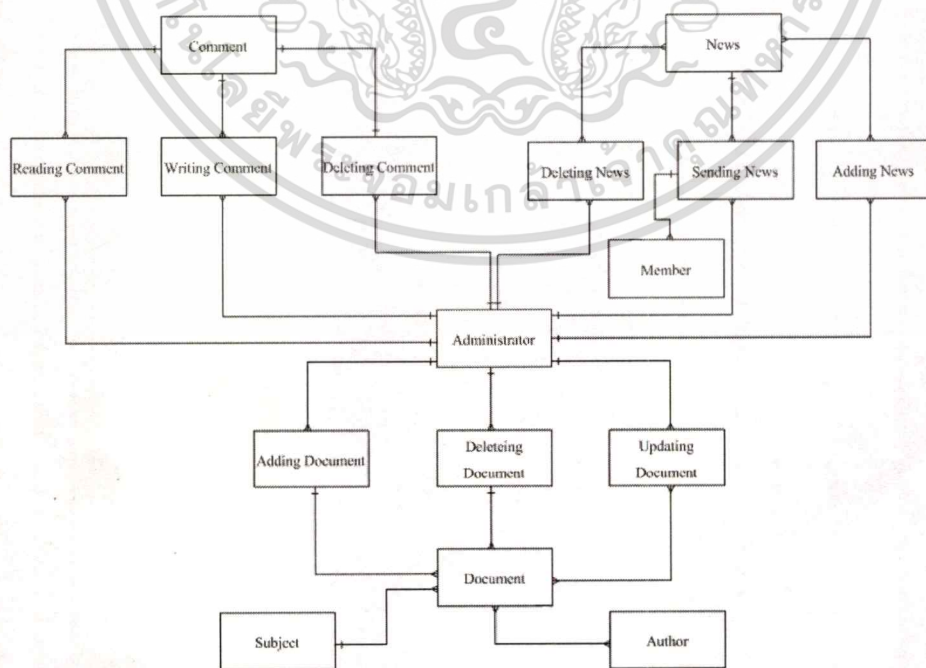 Comment
News
Reading Comment
Writing Comment
Deleting Comment
Deleting News
Sending News
Adding News
Member
Administrator
Adding Document
Deleteing
Document
Updating
Document
Document
Subject
Author